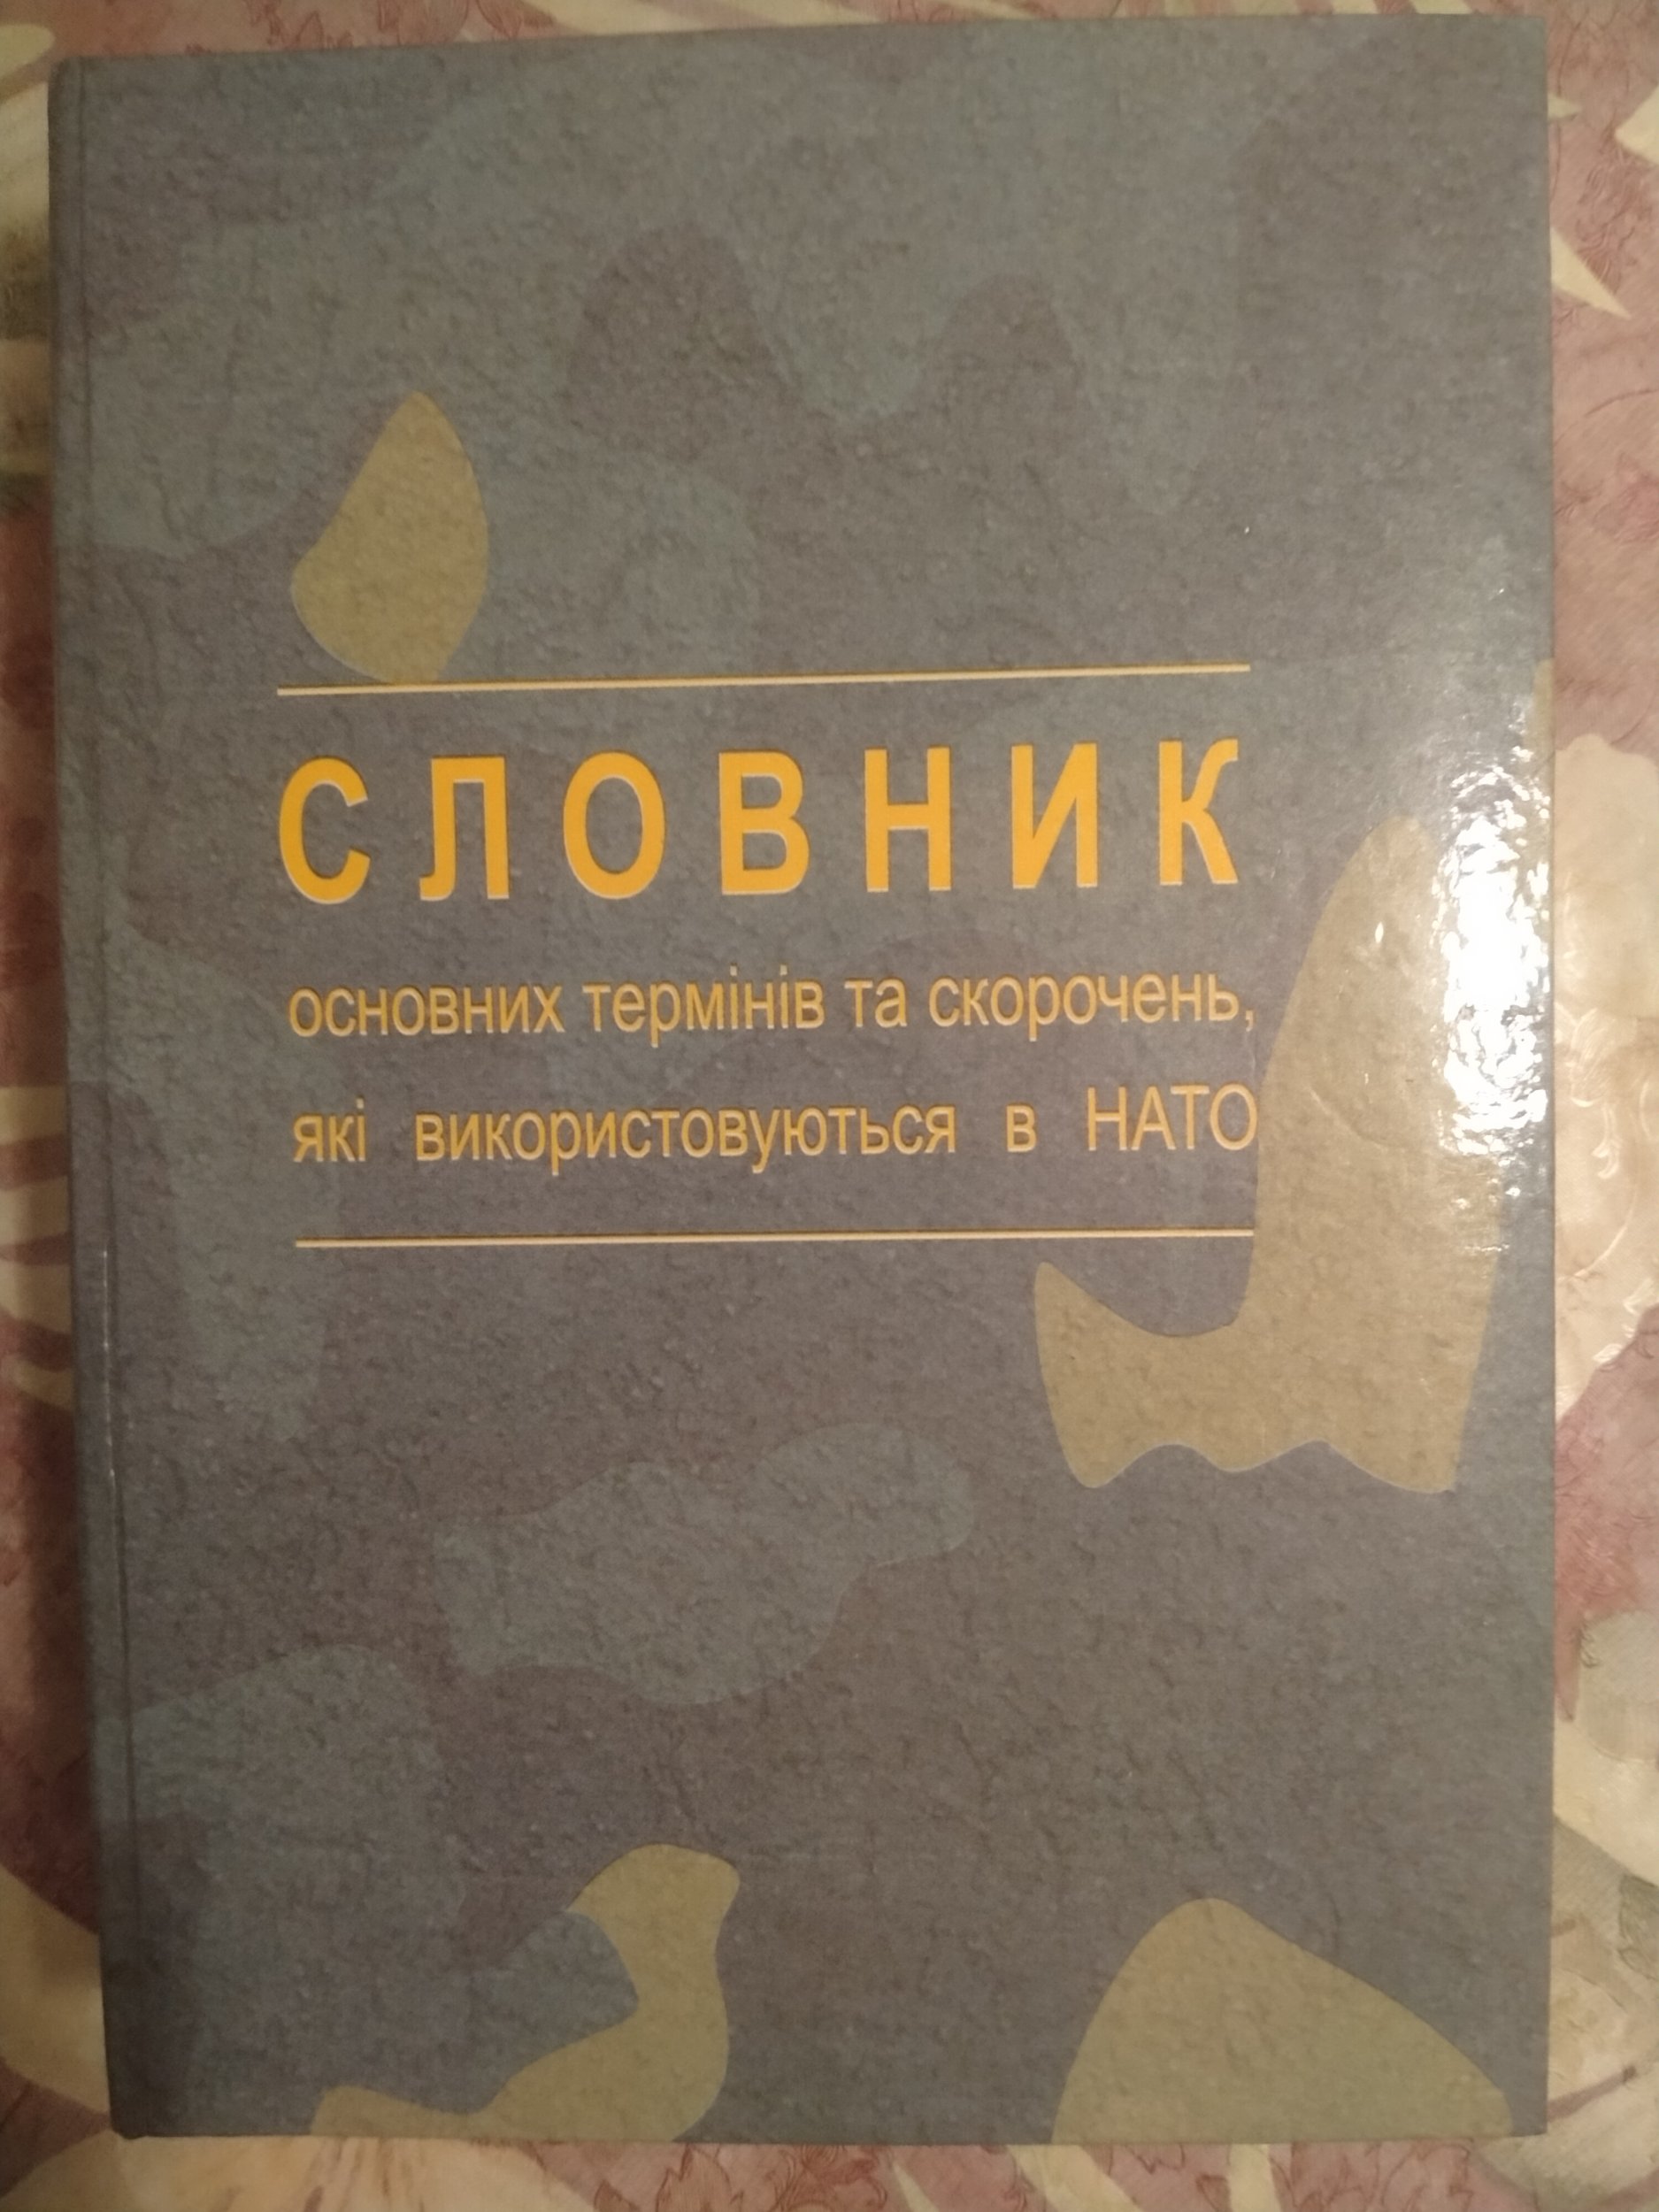 СЛОВНИК
основних термінів та скорочень,
які використовуються в НАТО